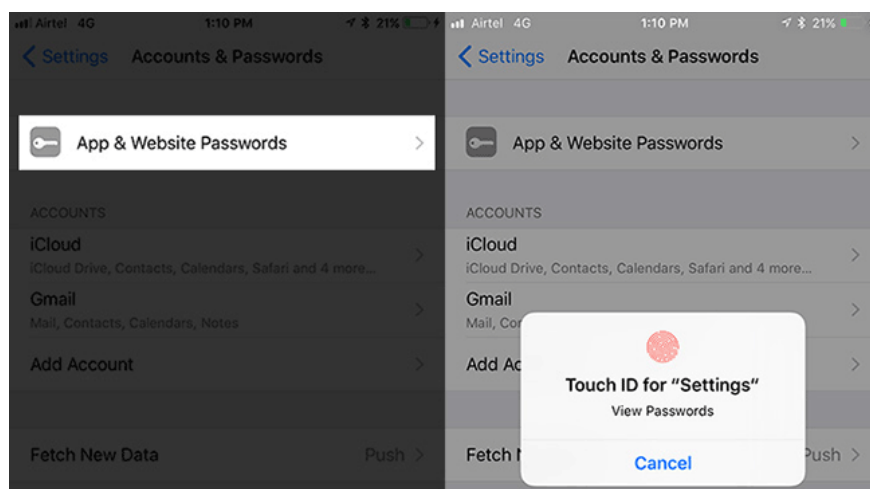 Airtel 4G 1:10 PM 21%
Settings Accounts & Passwords
App & Website Passwords
ACCOUNTS
iCloud
iCloud Drive, Contacts, Calendars, Safari and 4 more...
Gmail
Mail, Contacts, Calendars, Notes
Add Account
Fetch New Data Push
Airtel 4G 1:10 PM 21%
Settings Accounts & Passwords
App & Website Passwords
ACCOUNTS
iCloud
iCloud Drive, Contacts, Calendars, Safari and 4 more...
Gmail
Mail,
Add
Touch ID for “Settings”
View Passwords
Fetch Push
Cancel